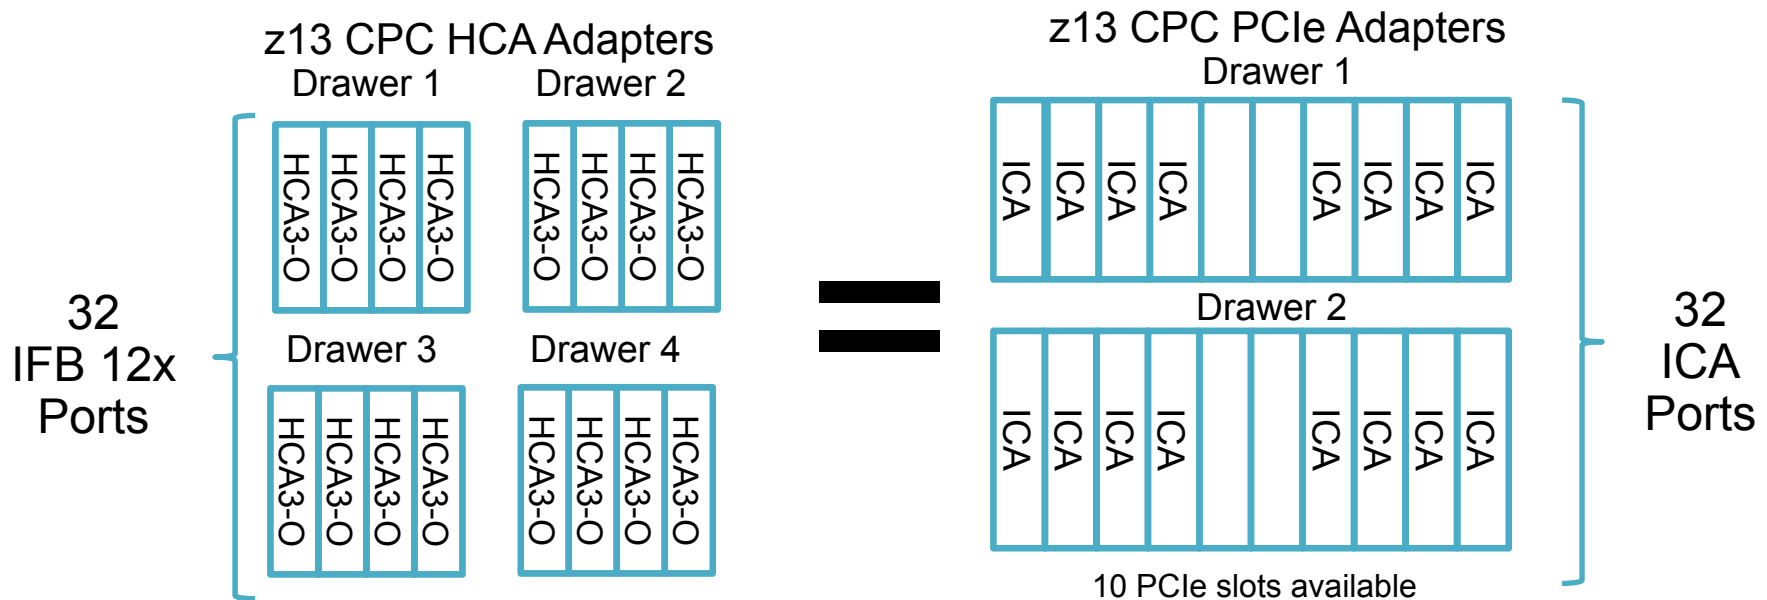 z13 CPC HCA Adapters
Drawer 1
Drawer 2
HCA3-O
HCA3-O
HCA3-O
HCA3-O
HCA3-O
HCA3-O
HCA3-O
HCA3-O
32
IFB 12x
Ports
Drawer 3
Drawer 4
HCA3-O
HCA3-O
HCA3-O
HCA3-O
HCA3-O
HCA3-O
HCA3-O
HCA3-O
z13 CPC PCIe Adapters
Drawer 1
ICA
ICA
ICA
ICA
ICA
ICA
ICA
ICA
Drawer 2
ICA
ICA
ICA
ICA
ICA
ICA
ICA
ICA
10 PCIe slots available
32
ICA
Ports